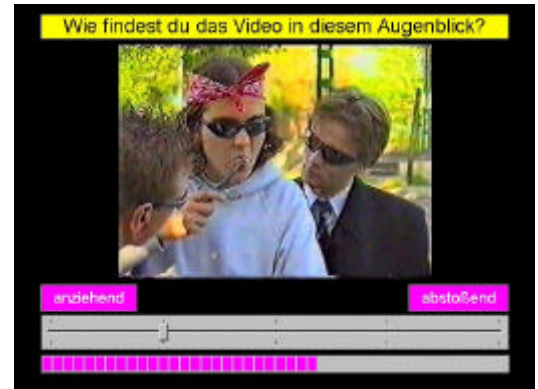 Wie findest du das Video in diesem Augenblick?
anziehend
abstoßend